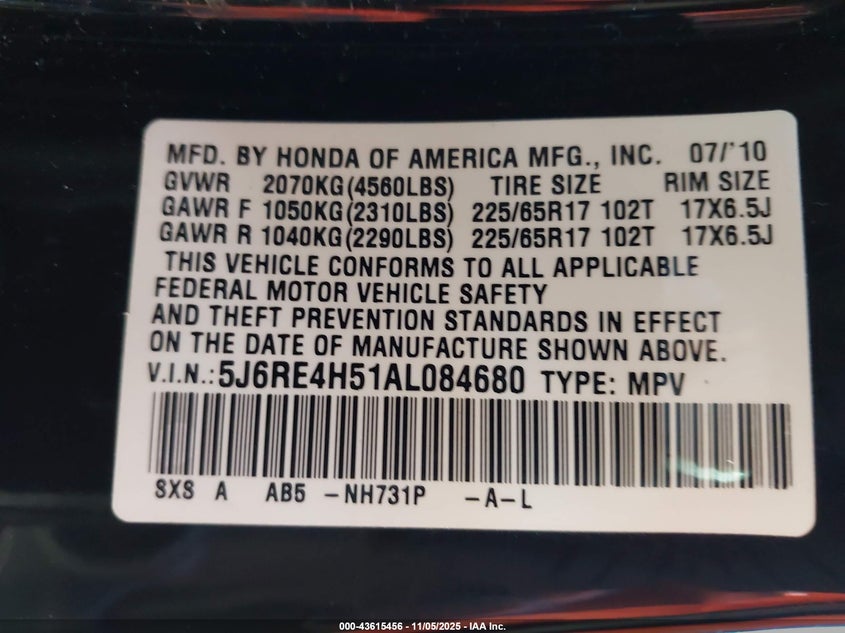 MFD. BY HONDA OF AMERICA MFG., INC. 07/'10
GVWR 2070KG(4560LBS) TIRE SIZE RIM SIZE
GAWR F 1050KG(2310LBS) 225/65R17 102T 17X6.5J
GAWR R 1040KG(2290LBS) 225/65R17 102T 17X6.5J
THIS VEHICLE CONFORMS TO ALL APPLICABLE
FEDERAL MOTOR VEHICLE SAFETY
AND THEFT PREVENTION STANDARDS IN EFFECT
ON THE DATE OF MANUFACTURE SHOWN ABOVE.
V.I.N.:5J6RE4H51AL084680 TYPE: MPV
SXS A AB5 -NH731P -A-L
000-43615456 - 11/05/2025 - IAA Inc.